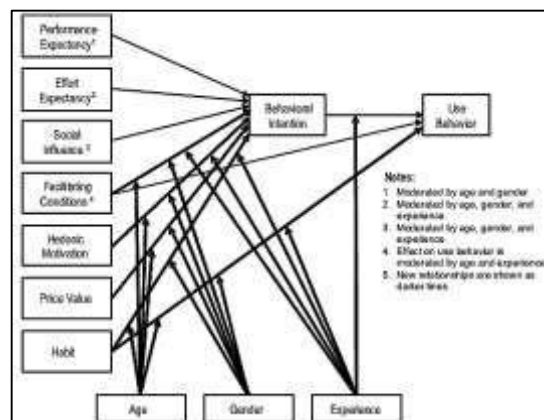 Performance
Expectancy¹
Effort
Expectancy²
Social
Influence ³
Facilitating
Conditions ⁴
Hedonic
Motivation
Price Value
Habit
Behavioral
Intention
Use
Behavior
Notes:
1. Moderated by age and gender
2. Moderated by age, gender, and
experience
3. Moderated by age, gender, and
experience
4. Effect on use behavior is
moderated by age and experience
5. New relationships are shown as
darker lines
Age
Gender
Experience